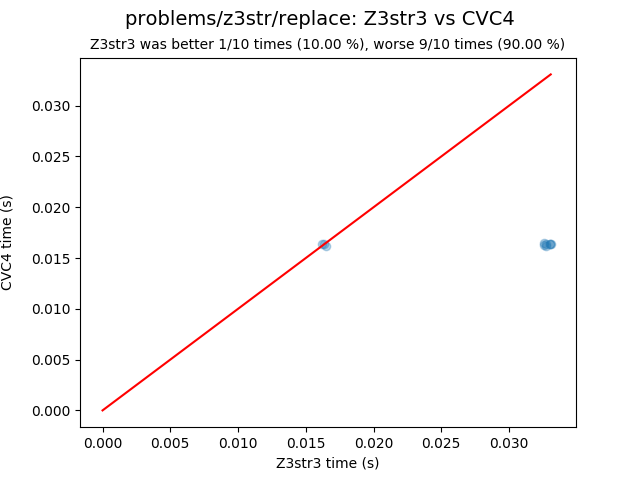 problems/z3str/replace: Z3str3 vs CVC4
Z3str3 was better 1/10 times (10.00 %), worse 9/10 times (90.00 %)
0.030
0.025
0.020
0.015
0.010
0.005
0.000
CVC4 time (s)
0.000 0.005 0.010 0.015 0.020 0.025 0.030
Z3str3 time (s)